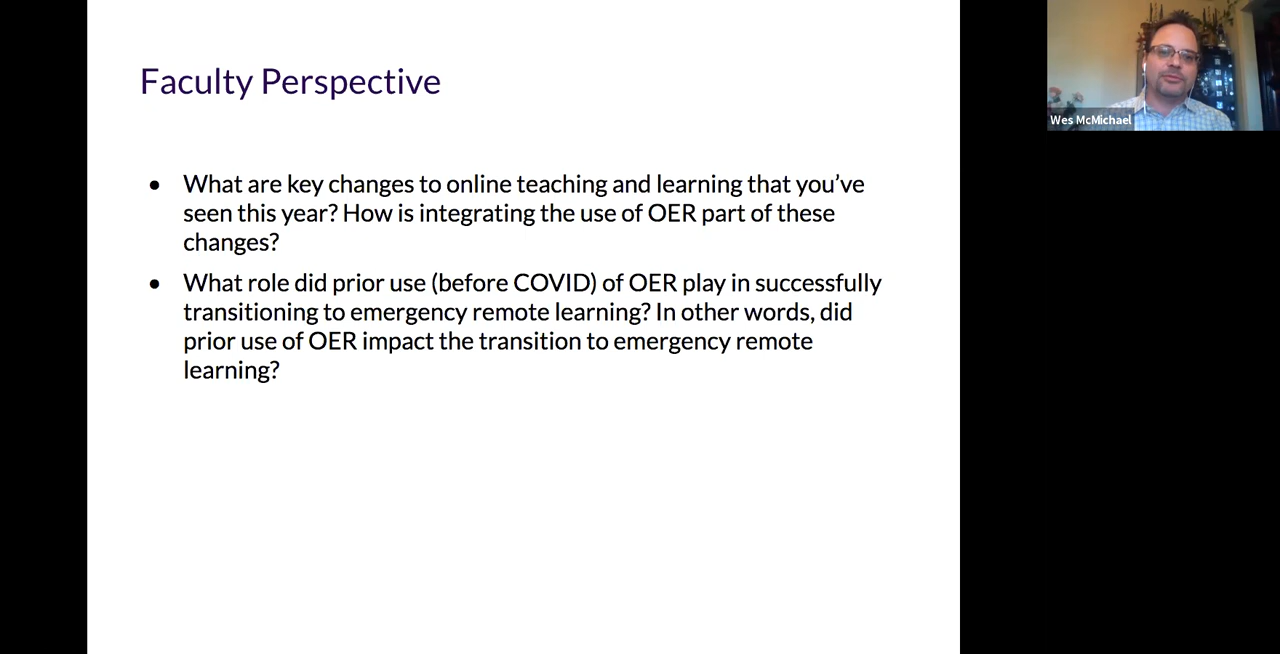 Faculty Perspective
Wes McMichael
• What are key changes to online teaching and learning that you’ve
seen this year? How is integrating the use of OER part of these
changes?
• What role did prior use (before COVID) of OER play in successfully
transitioning to emergency remote learning? In other words, did
prior use of OER impact the transition to emergency remote
learning?